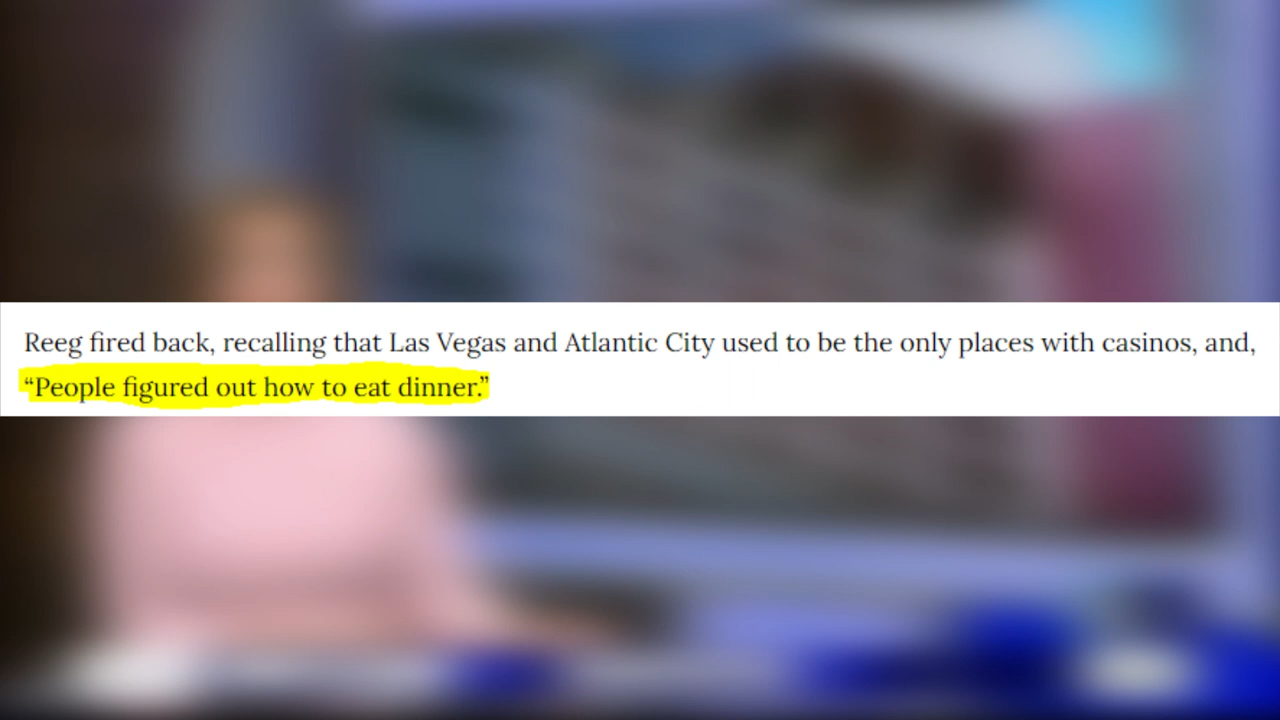 Reeg fired back, recalling that Las Vegas and Atlantic City used to be the only places with casinos, and,
“People figured out how to eat dinner.”